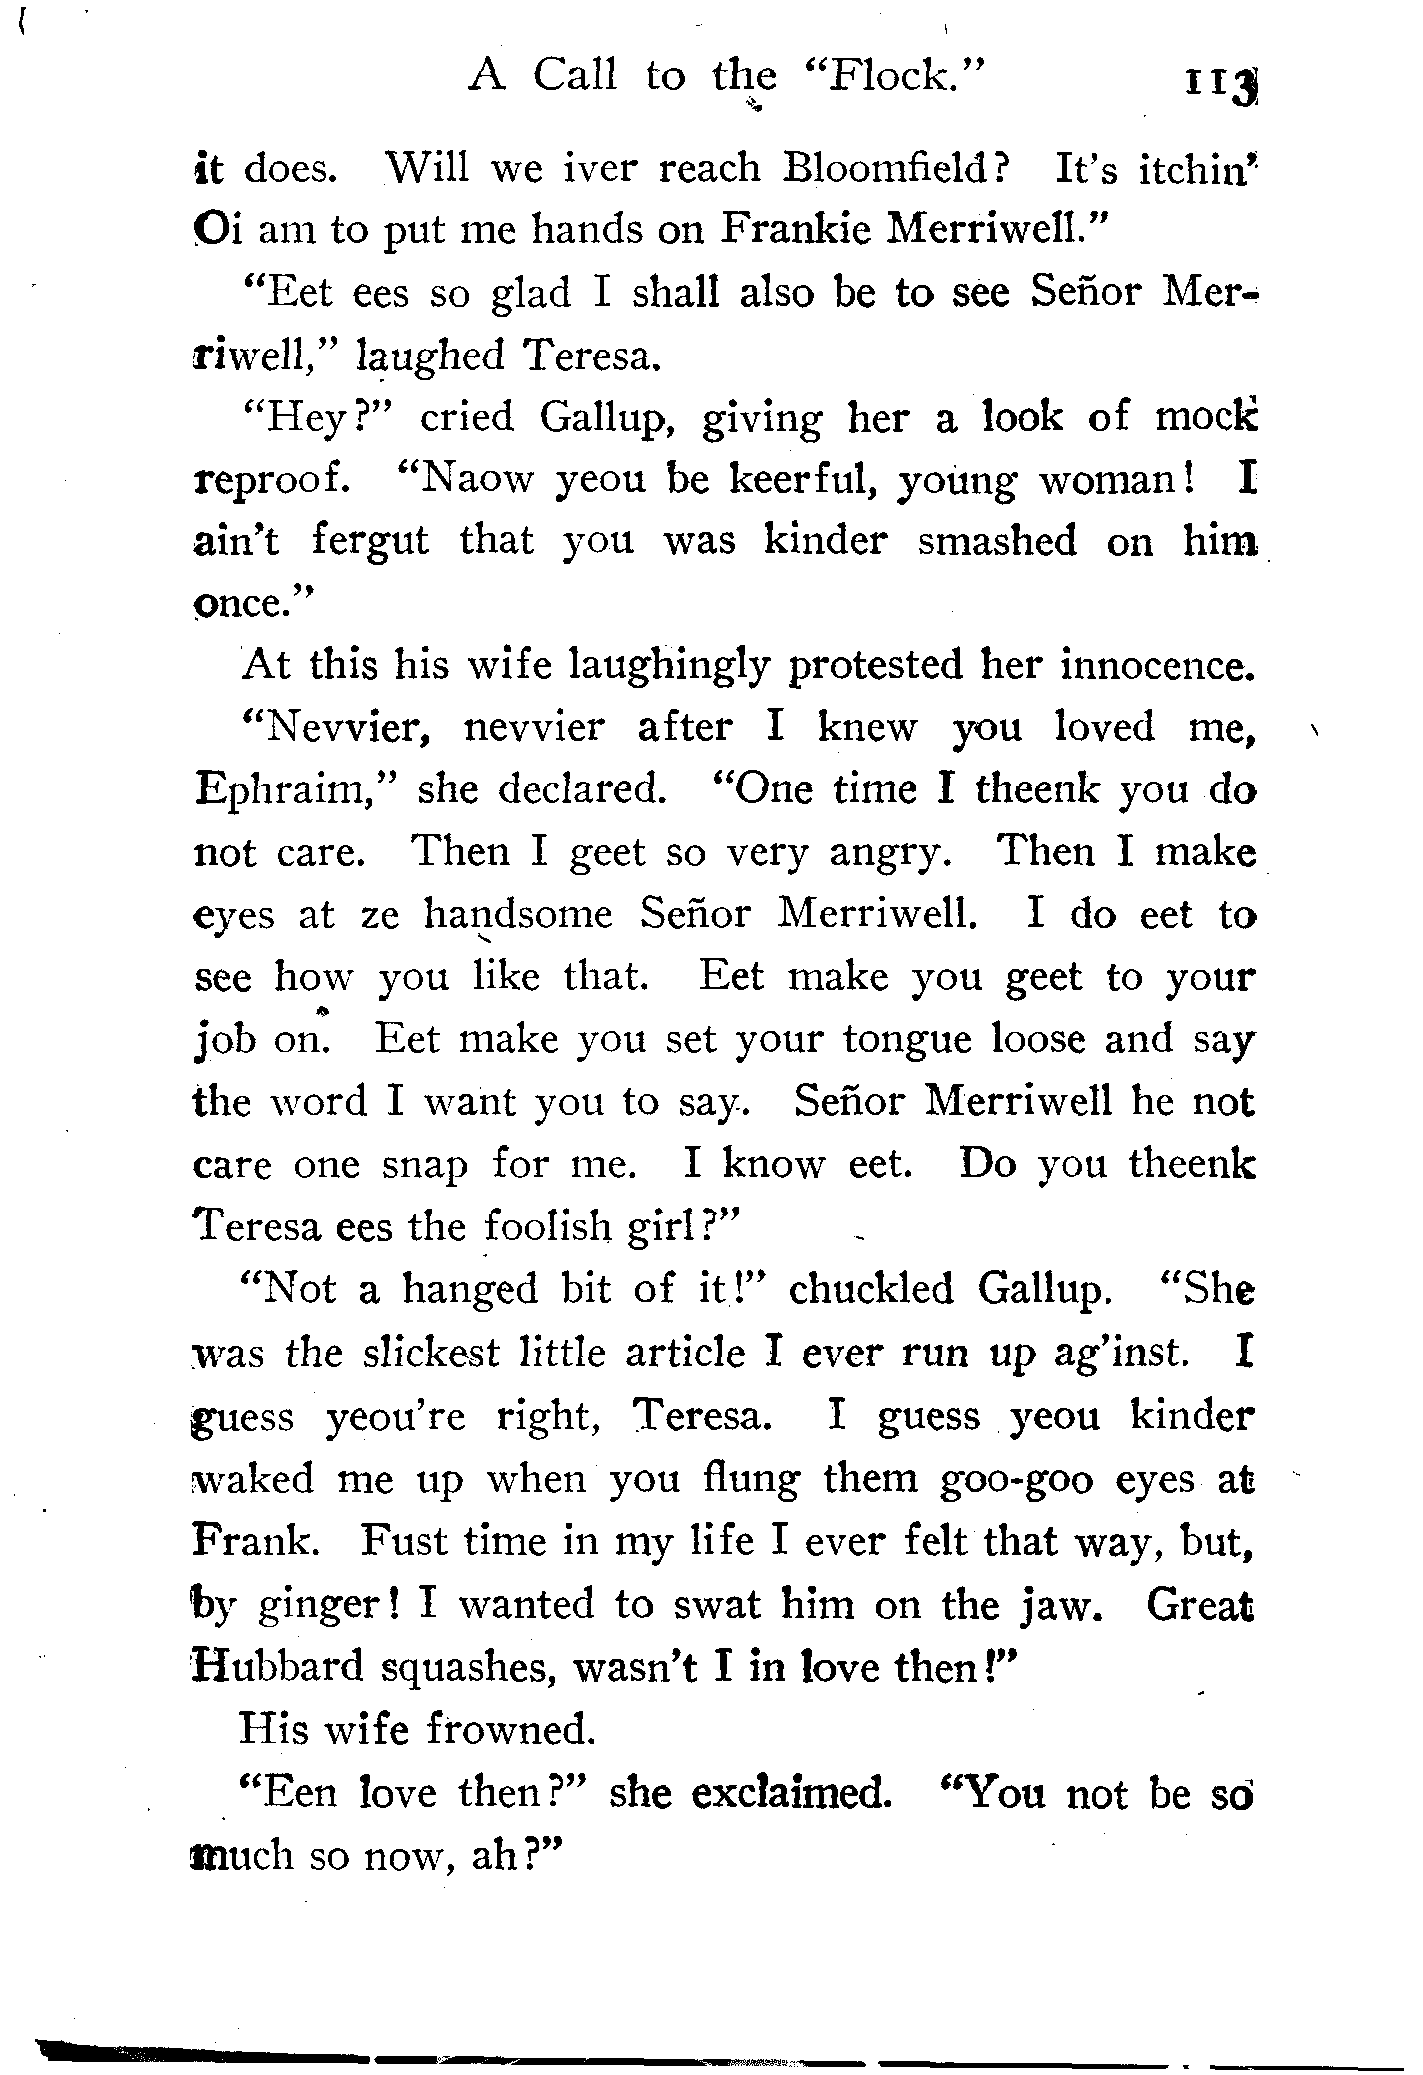 A Call to the “Flock.” 113
it does. Will we iver reach Bloomfield? It’s itchin’
Oi am to put me hands on Frankie Merriwell.”
“Eet ees so glad I shall also be to see Señor Mer-
riwell,” laughed Teresa.
“Hey?” cried Gallup, giving her a look of mock
reproof. “Naow yeou be keerful, young woman! I
ain’t fergut that you was kinder smashed on him
once.”
At this his wife laughingly protested her innocence.
“Nevvier, nevvier after I knew you loved me,
Ephraim,” she declared. “One time I theenk you do
not care. Then I geet so very angry. Then I make
eyes at ze handsome Señor Merriwell. I do eet to
see how you like that. Eet make you geet to your
job on. Eet make you set your tongue loose and say
the word I want you to say. Señor Merriwell he not
care one snap for me. I know eet. Do you theenk
Teresa ees the foolish girl?”
“Not a hanged bit of it!” chuckled Gallup. “She
was the slickest little article I ever run up ag’inst. I
guess yeou’re right, Teresa. I guess yeou kinder
waked me up when you flung them goo-goo eyes at
Frank. Fust time in my life I ever felt that way, but,
by ginger! I wanted to swat him on the jaw. Great
Hubbard squashes, wasn’t I in love then!”
His wife frowned.
“Een love then?” she exclaimed. “You not be so
much so now, ah?”